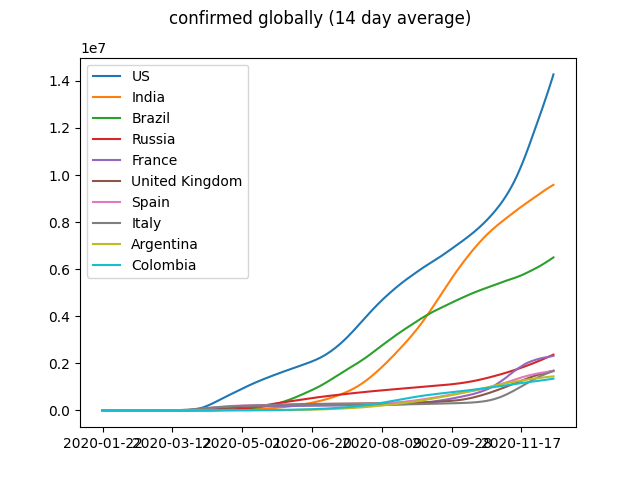 confirmed globally (14 day average)
1e7
US
India
Brazil
Russia
France
United Kingdom
Spain
Italy
Argentina
Colombia
1.4
1.2
1.0
0.8
0.6
0.4
0.2
0.0
2020-01-22 2020-03-12 2020-05-01 2020-06-20 2020-08-09 2020-09-28 2020-11-17